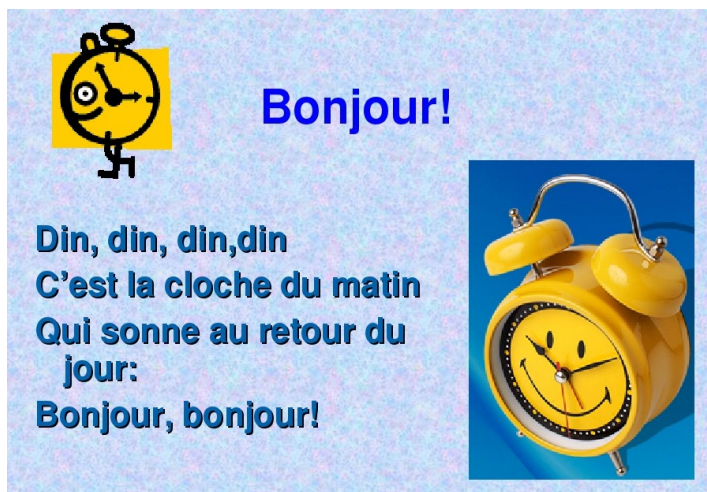 Bonjour!
Din, din, din,din
C’est la cloche du matin
Qui sonne au retour du
jour:
Bonjour, bonjour!